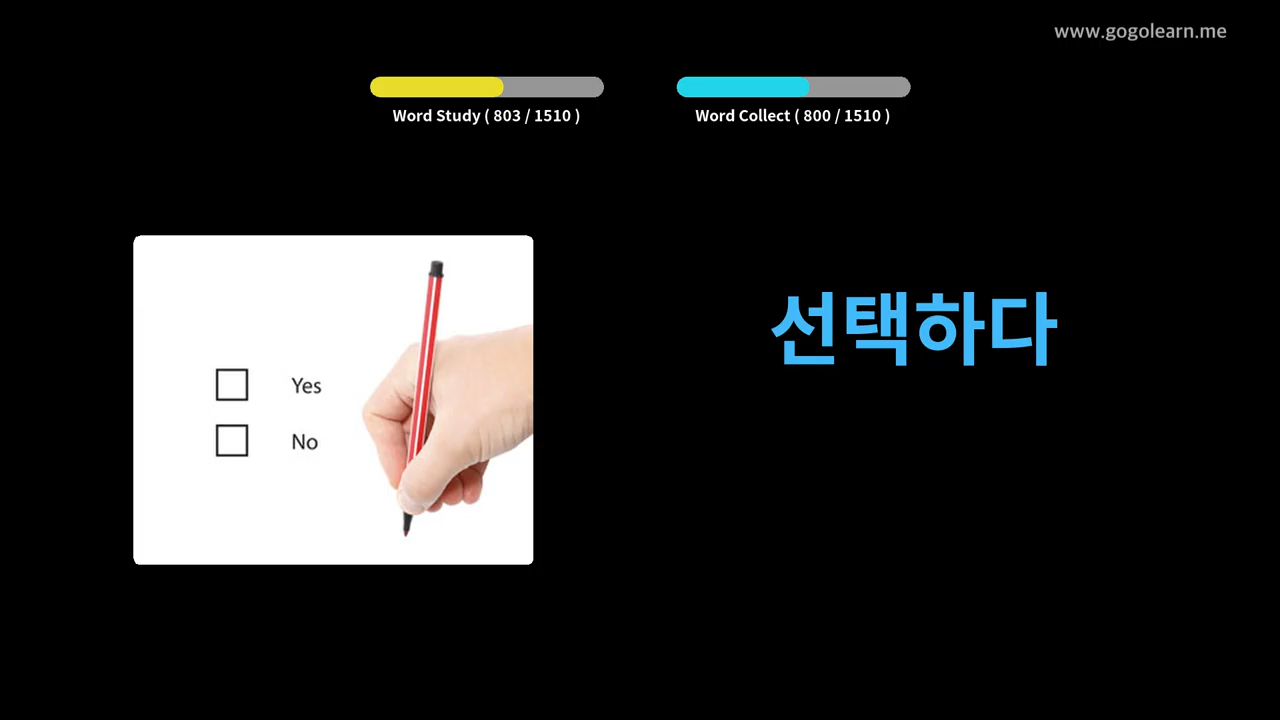 www.gogolearn.me
Word Study ( 803 / 1510 )
Word Collect ( 800 / 1510 )
선택하다
Yes
No